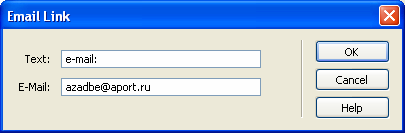 Email Link
Text: e-mail:
OK
E-Mail: azadbe@aport.ru
Cancel
Help